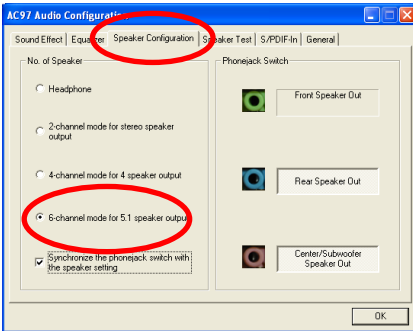 AC97 Audio Configuration
Sound Effect Equalizer Speaker Configuration Speaker Test S/PDIF-In General
No. of Speaker
Headphone
2-channel mode for stereo speaker
output
4-channel mode for 4 speaker output
6-channel mode for 5.1 speaker output
Synchronize the phonejack switch with
the speaker setting
Phonejack Switch
Front Speaker Out
Rear Speaker Out
Center/Subwoofer
Speaker Out
OK